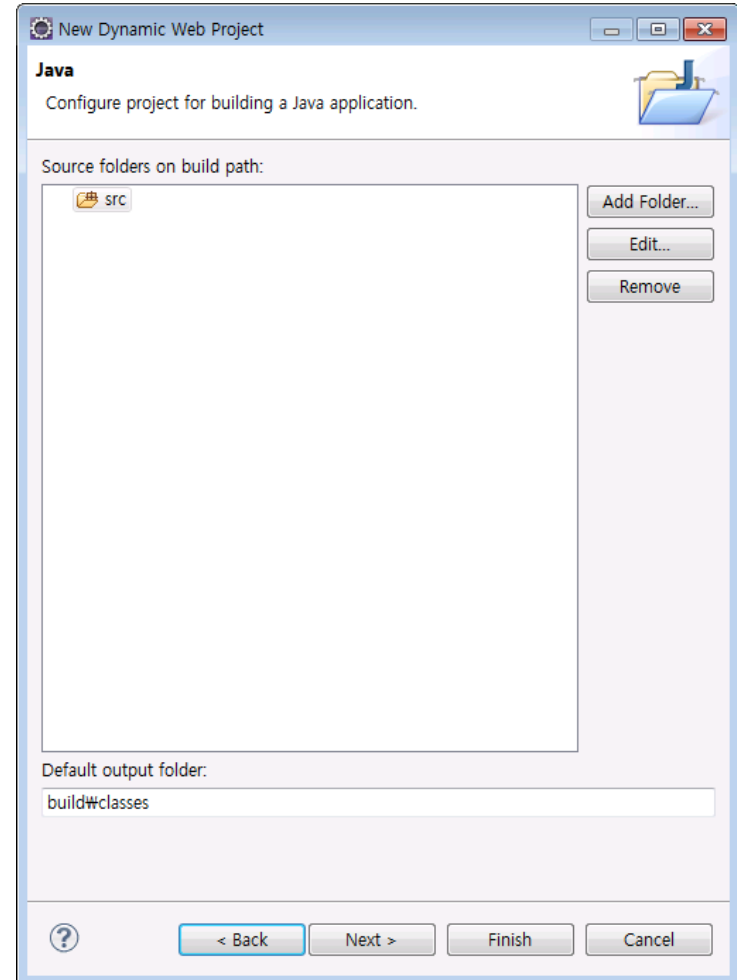 New Dynamic Web Project
Java
Configure project for building a Java application.
Source folders on build path:
src
Add Folder...
Edit...
Remove
Default output folder:
build₩classes
?
< Back
Next >
Finish
Cancel